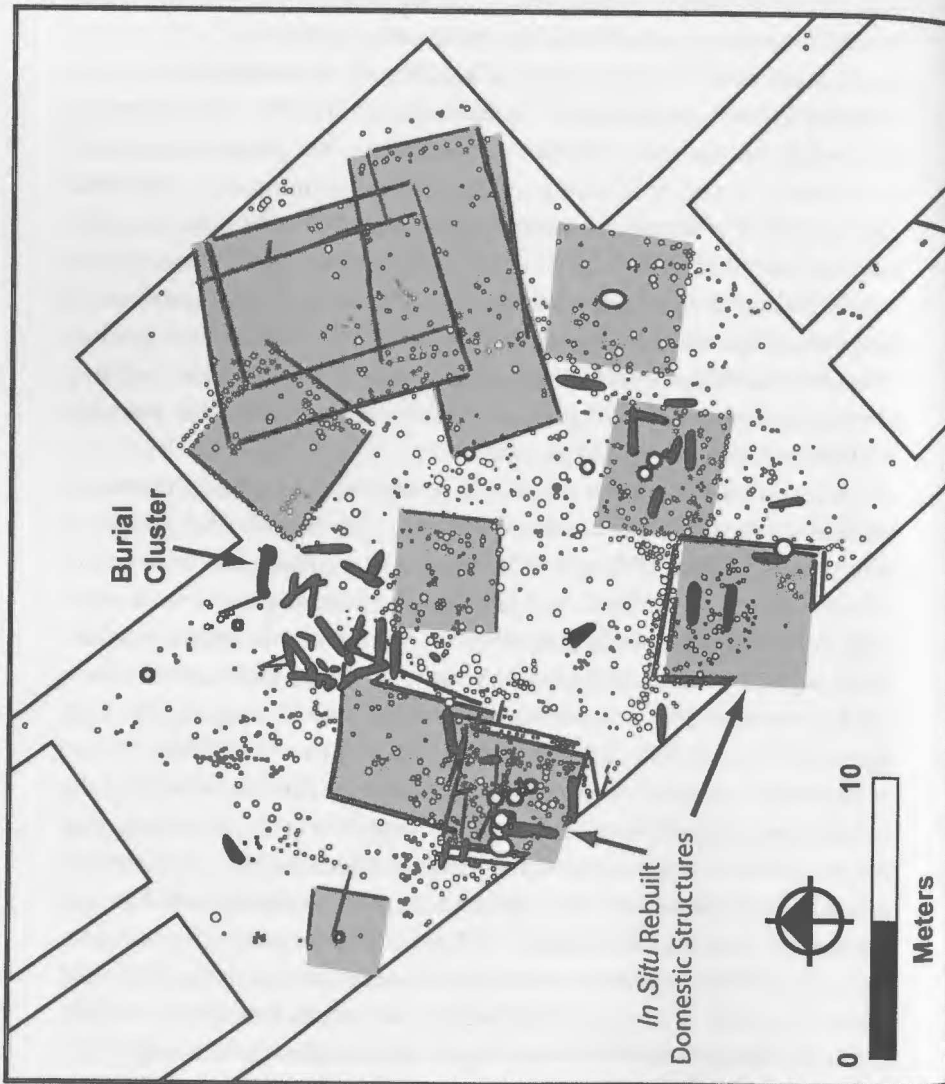 Burial
Cluster
In Situ Rebuilt
Domestic Structures
0
10
Meters